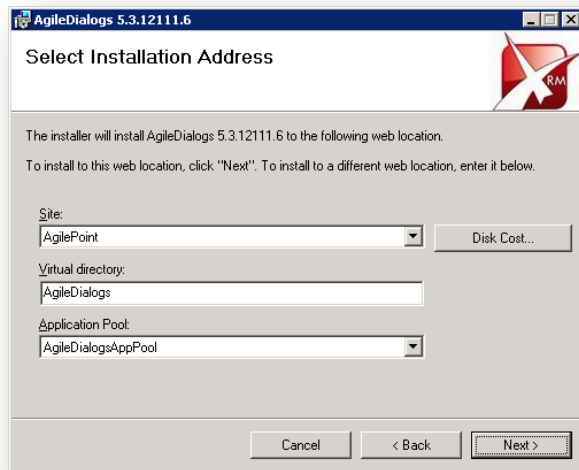 AgileDialogs 5.3.12111.6
Select Installation Address
RM
The installer will install AgileDialogs 5.3.12111.6 to the following web location.
To install to this web location, click "Next". To install to a different web location, enter it below.
Site:
AgilePoint
Disk Cost...
Virtual directory:
AgileDialogs
Application Pool:
AgileDialogsAppPool
Cancel
< Back
Next >